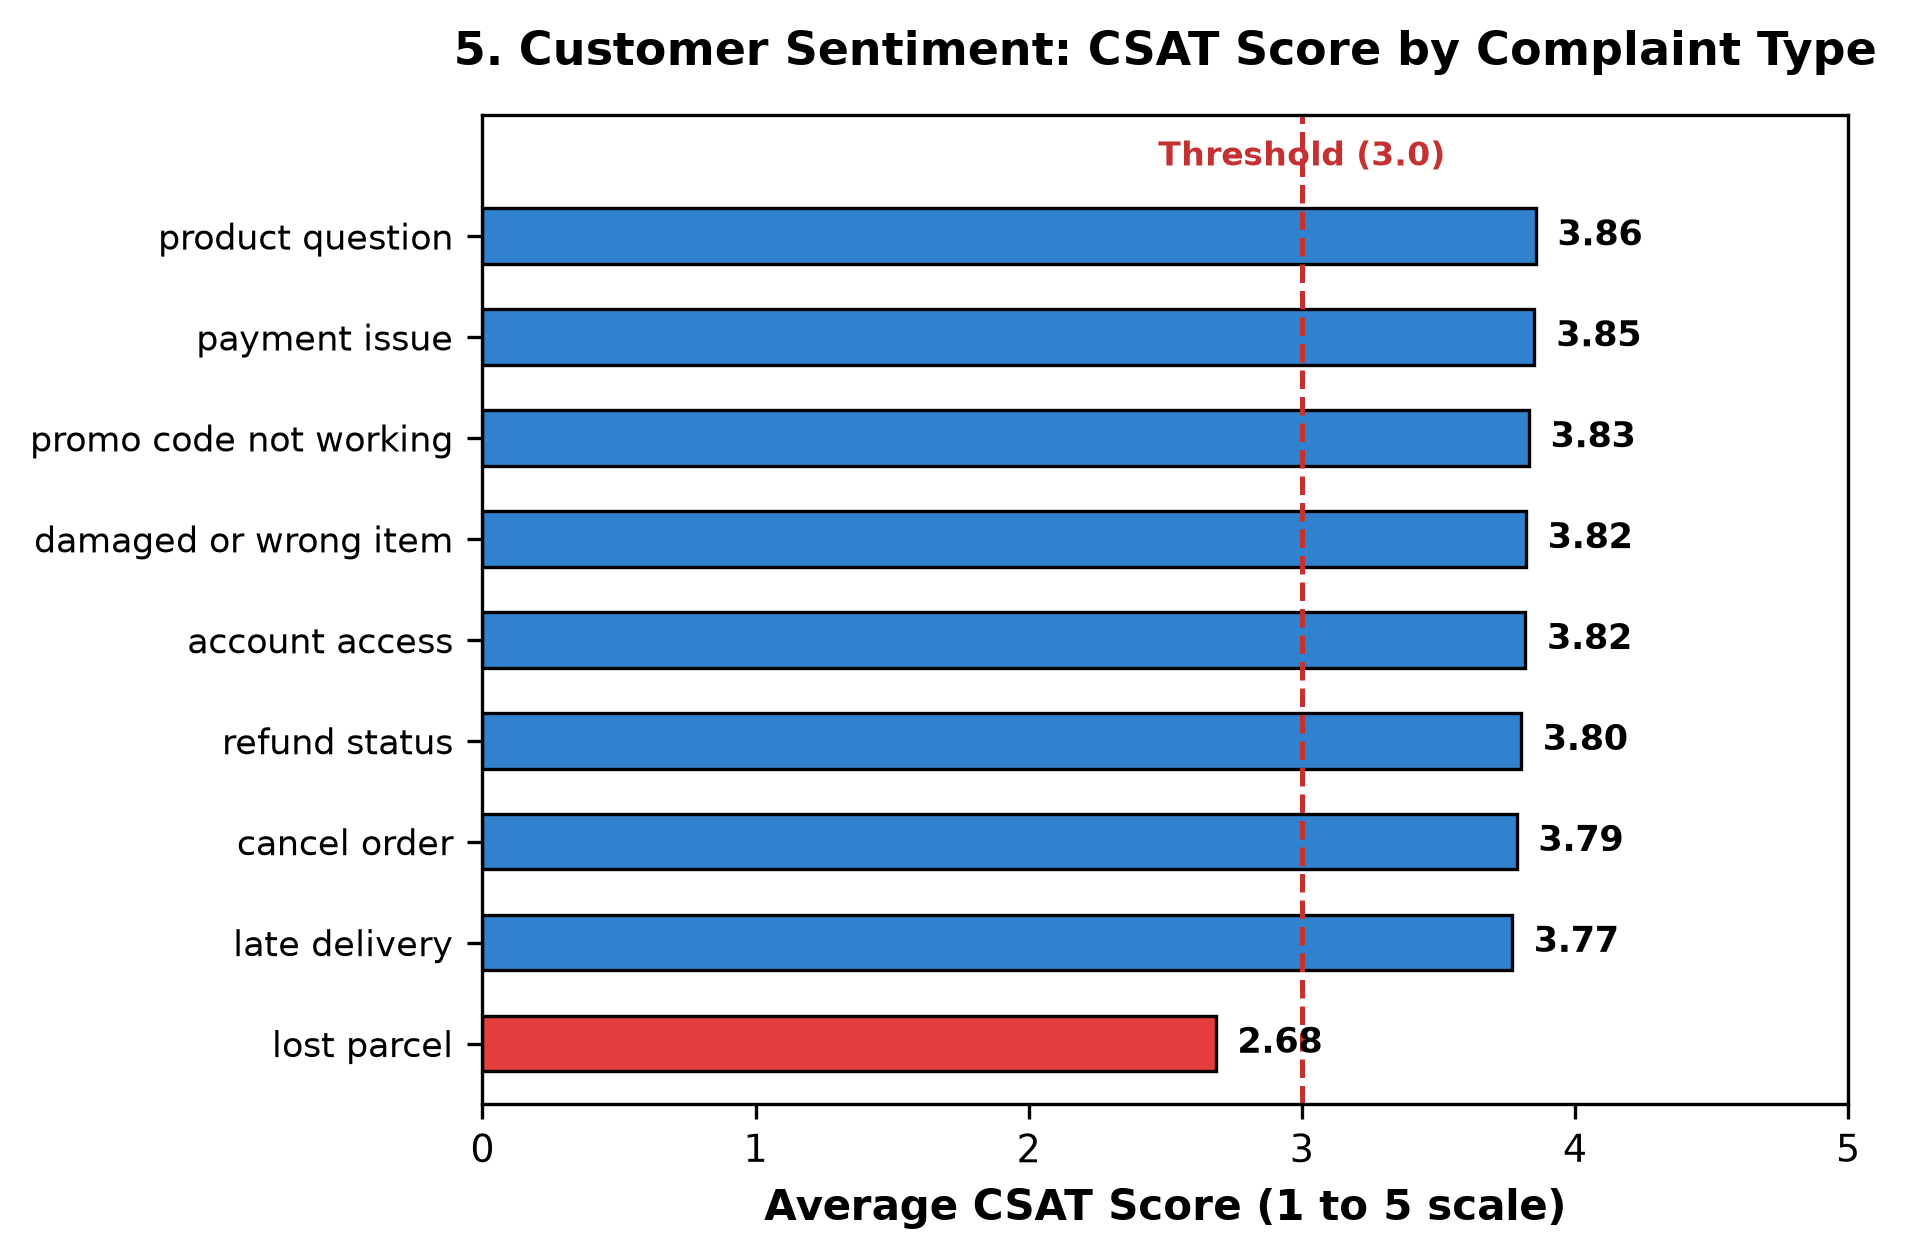 5. Customer Sentiment: CSAT Score by Complaint Type
Threshold (3.0)
product question 3.86
payment issue 3.85
promo code not working 3.83
damaged or wrong item 3.82
account access 3.82
refund status 3.80
cancel order 3.79
late delivery 3.77
lost parcel 2.68
0 1 2 3 4 5
Average CSAT Score (1 to 5 scale)